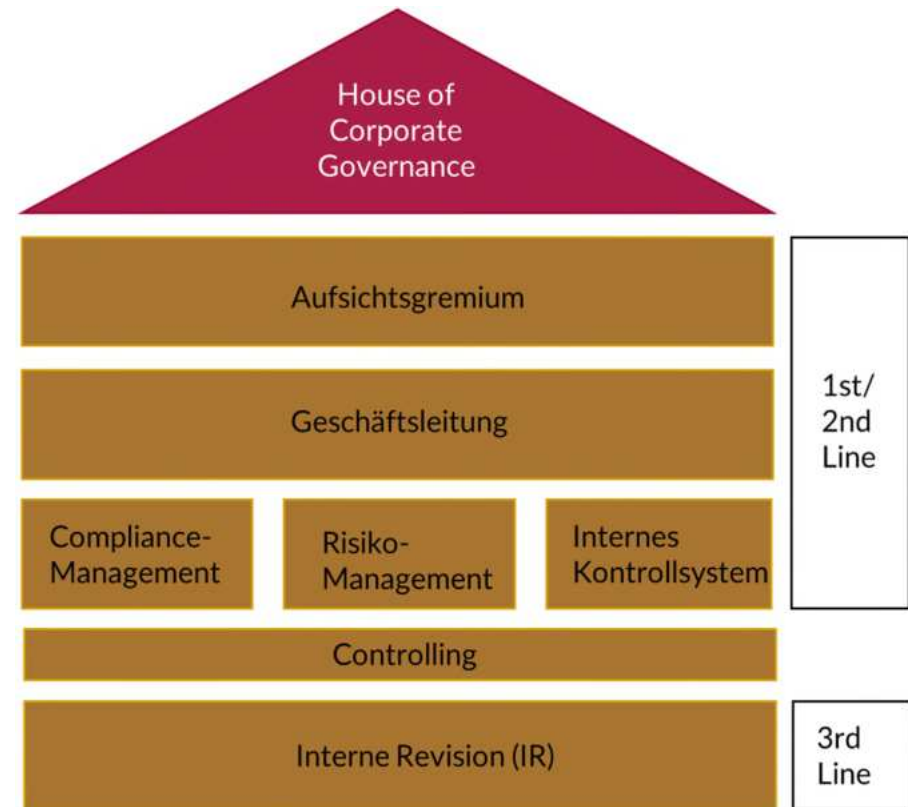 House of
Corporate
Governance
Aufsichtsgremium
Geschäftsleitung
1st/
2nd
Line
Compliance-
Management
Risiko-
Management
Internes
Kontrollsystem
Controlling
Interne Revision (IR)
3rd
Line